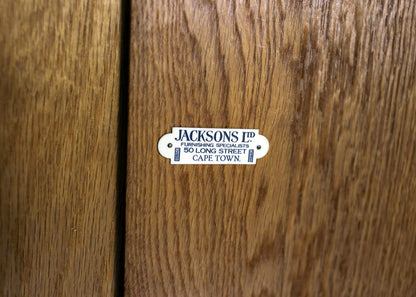 JACKSONS LTD
FURNISHING SPECIALISTS
50 LONG STREET
CAPE TOWN.